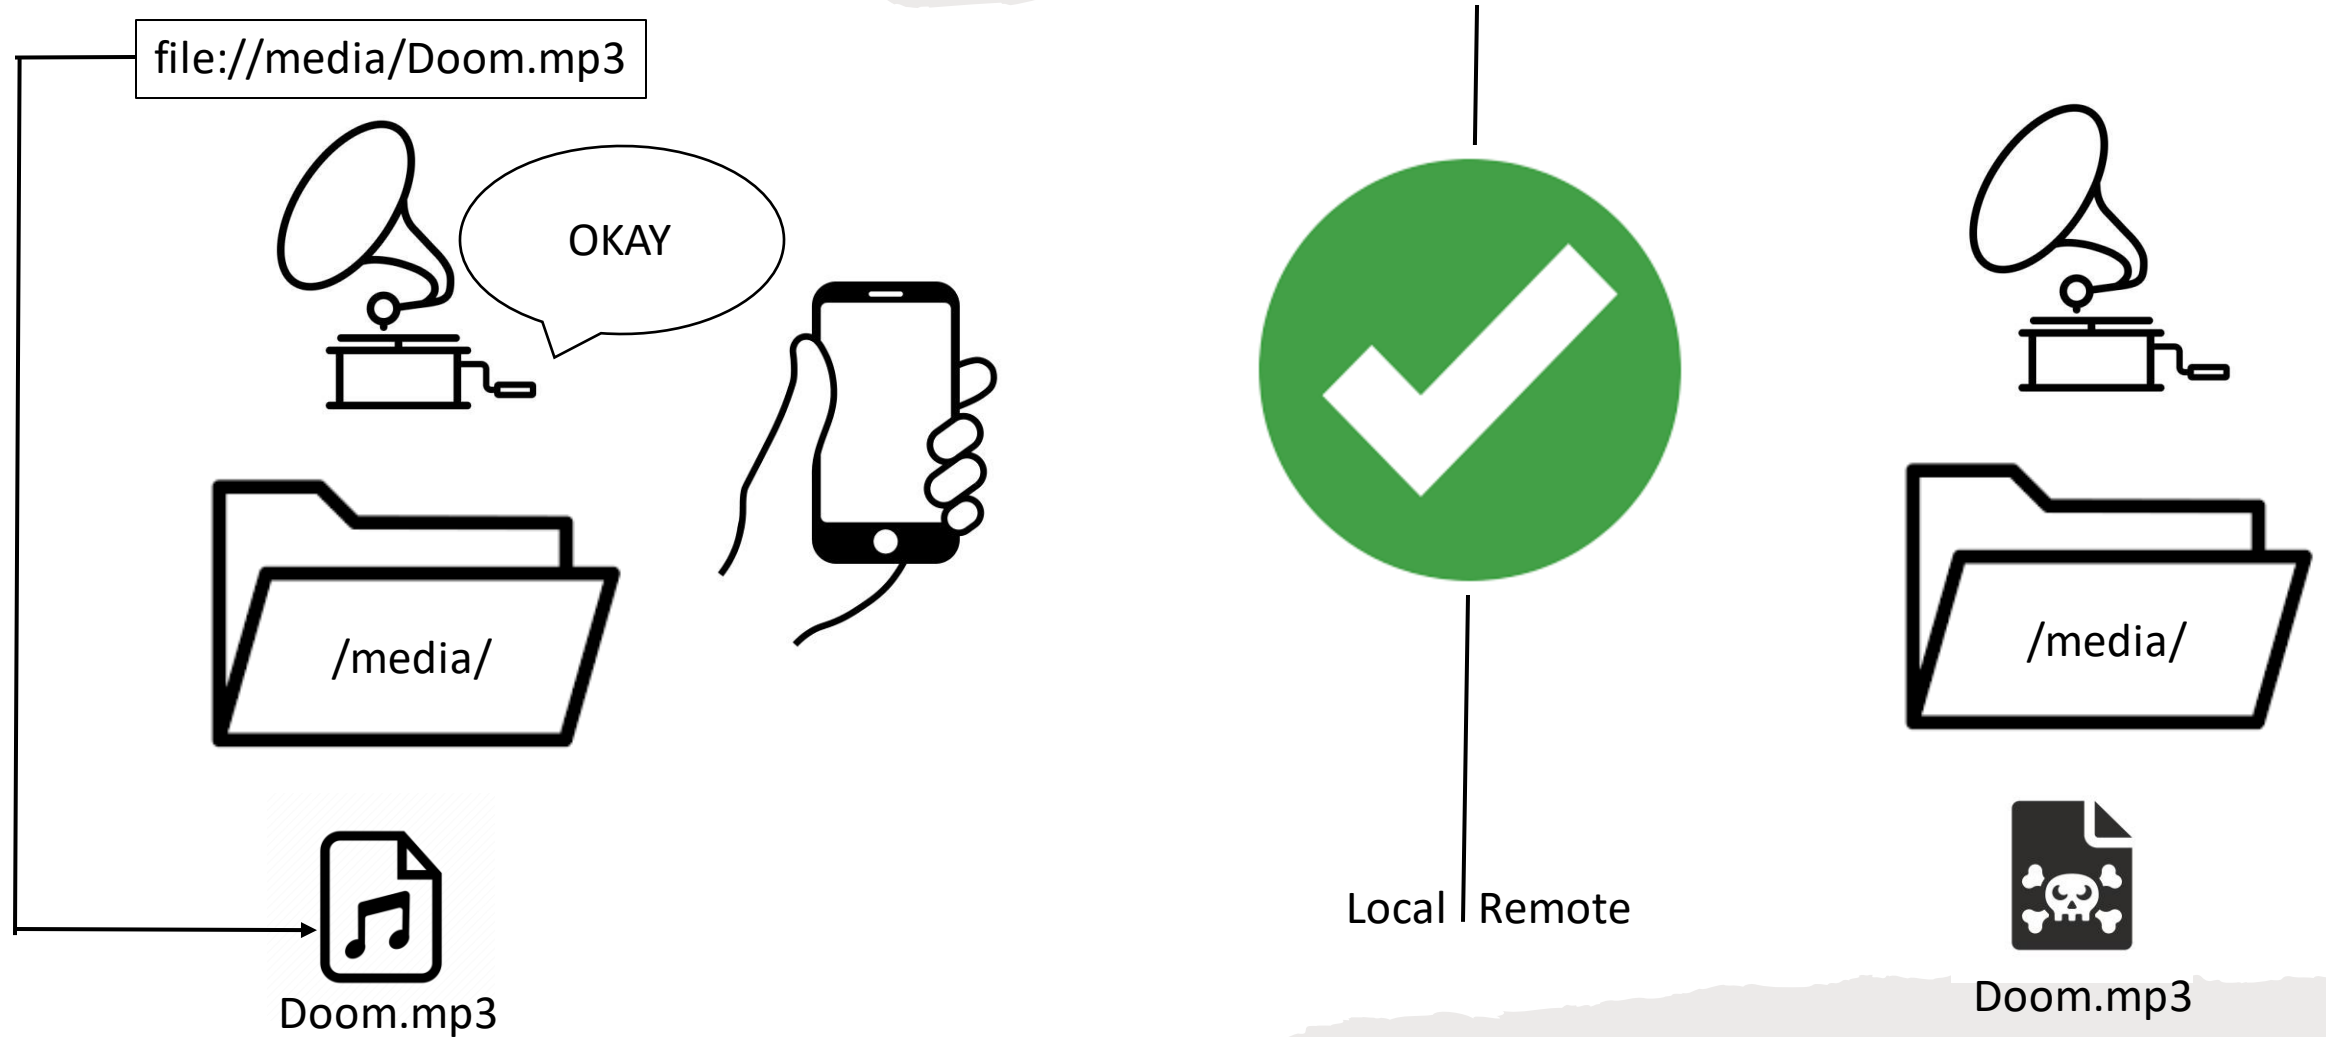 file://media/Doom.mp3
OKAY
/media/
/media/
Local
Remote
Doom.mp3
Doom.mp3